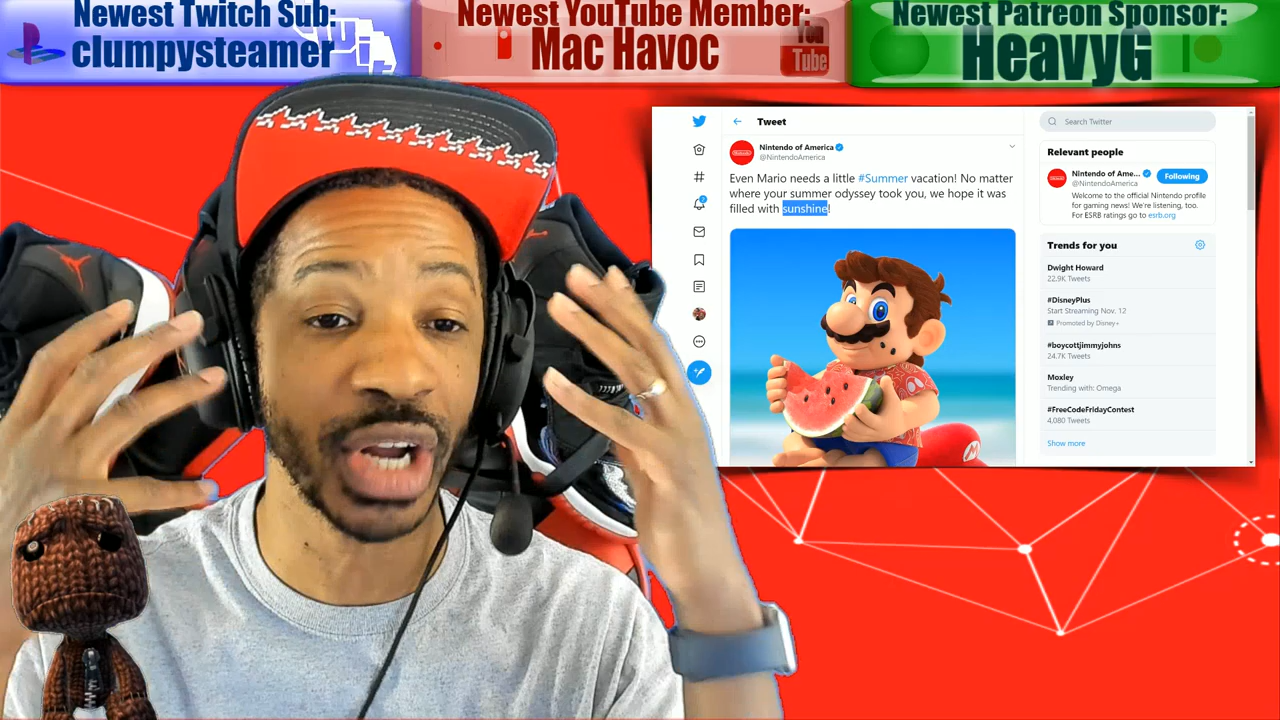 Newest Twitch Sub:
clumpysteamer
Newest YouTube Member:
Mac Havoc
You
Tube
Newest Patreon Sponsor:
HeavyG
Tweet
Search Twitter
Nintendo of America
@NintendoAmerica
Even Mario needs a little #Summer vacation! No matter
where your summer odyssey took you, we hope it was
filled with sunshine!
Relevant people
Nintendo of Ame...
@NintendoAmerica
Following
Welcome to the official Nintendo profile
for gaming news! We're listening, too.
For ESRB ratings go to esrb.org
Trends for you
Dwight Howard
22.9K Tweets
#DisneyPlus
Start Streaming Nov. 12
Promoted by Disney+
#boycottjimmyjohns
24.7K Tweets
Moxley
Trending with: Omega
#FreeCodeFridayContest
4,080 Tweets
Show more